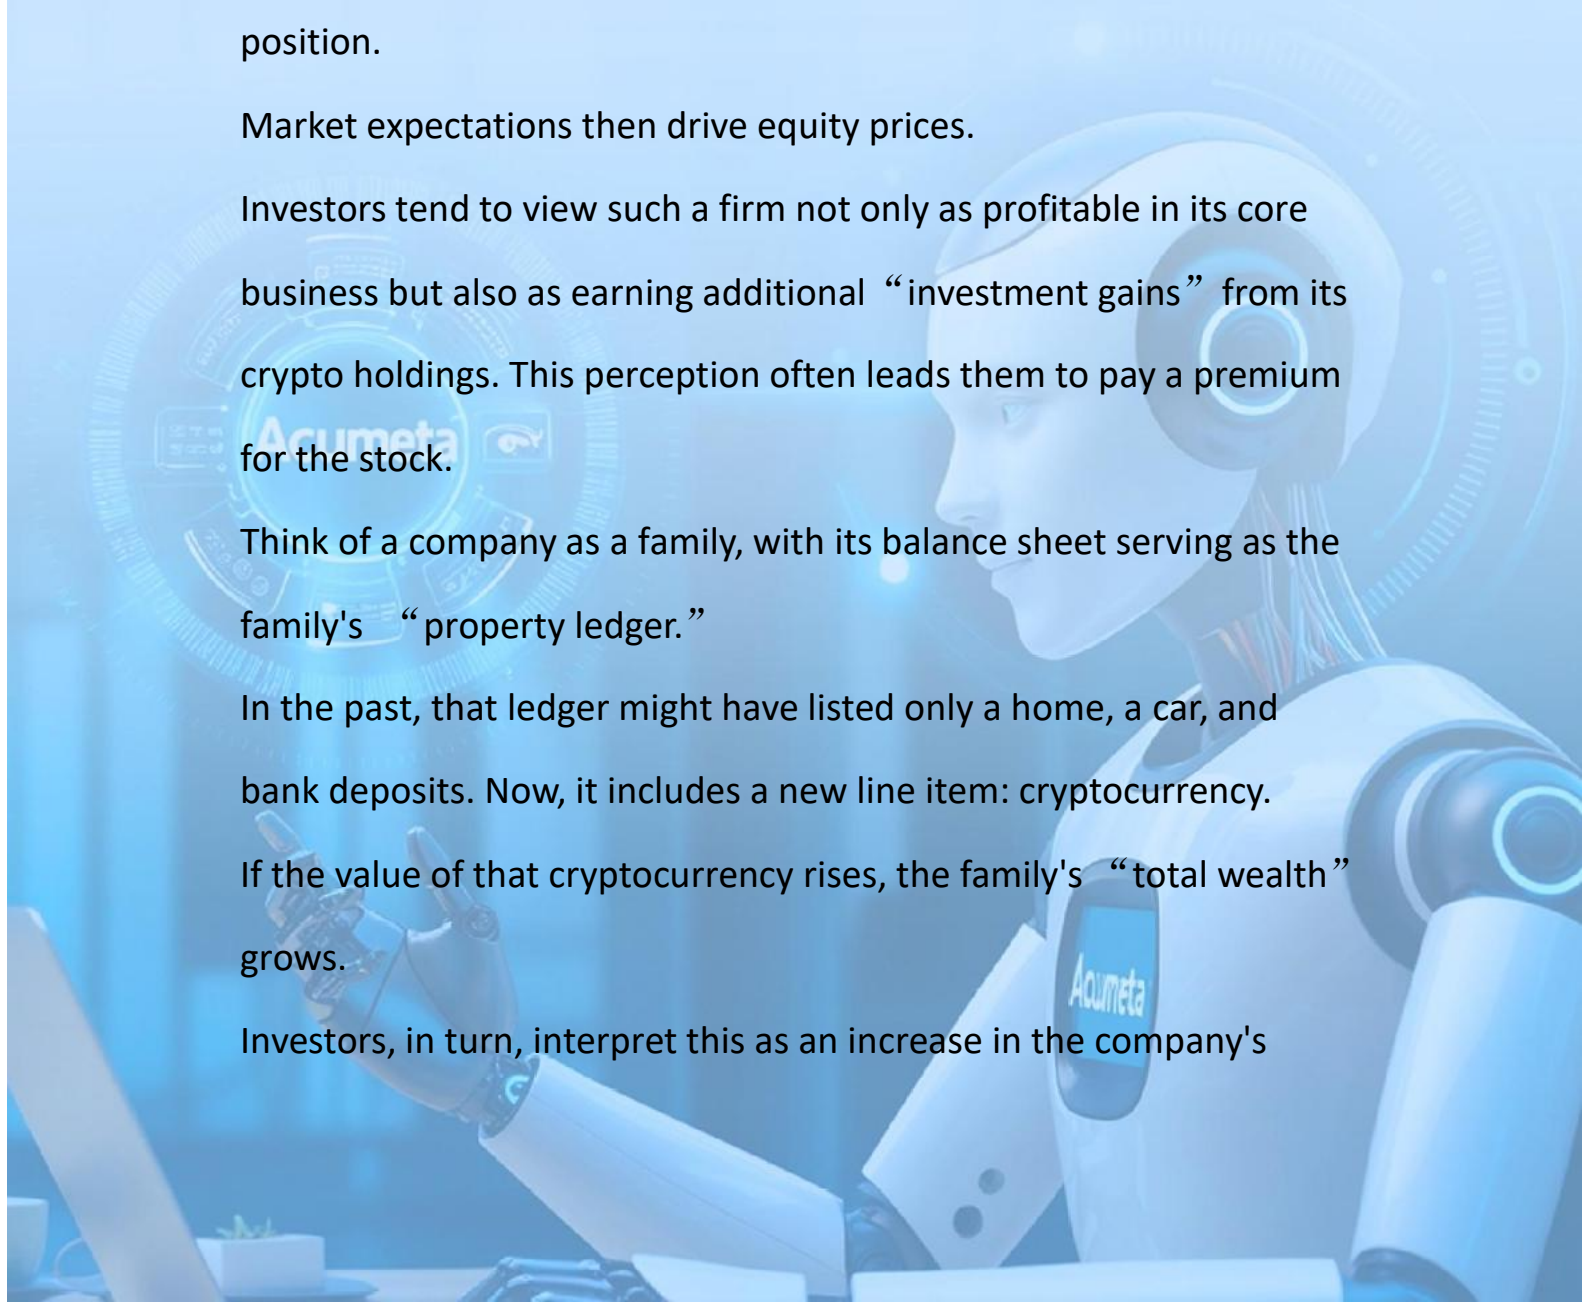 position.
Market expectations then drive equity prices.
Investors tend to view such a firm not only as profitable in its core
business but also as earning additional “investment gains” from its
crypto holdings. This perception often leads them to pay a premium
for the stock.
Acumeta
Think of a company as a family, with its balance sheet serving as the
family's “property ledger.”
In the past, that ledger might have listed only a home, a car, and
bank deposits. Now, it includes a new line item: cryptocurrency.
If the value of that cryptocurrency rises, the family's “total wealth”
grows.
Acumeta
Investors, in turn, interpret this as an increase in the company's